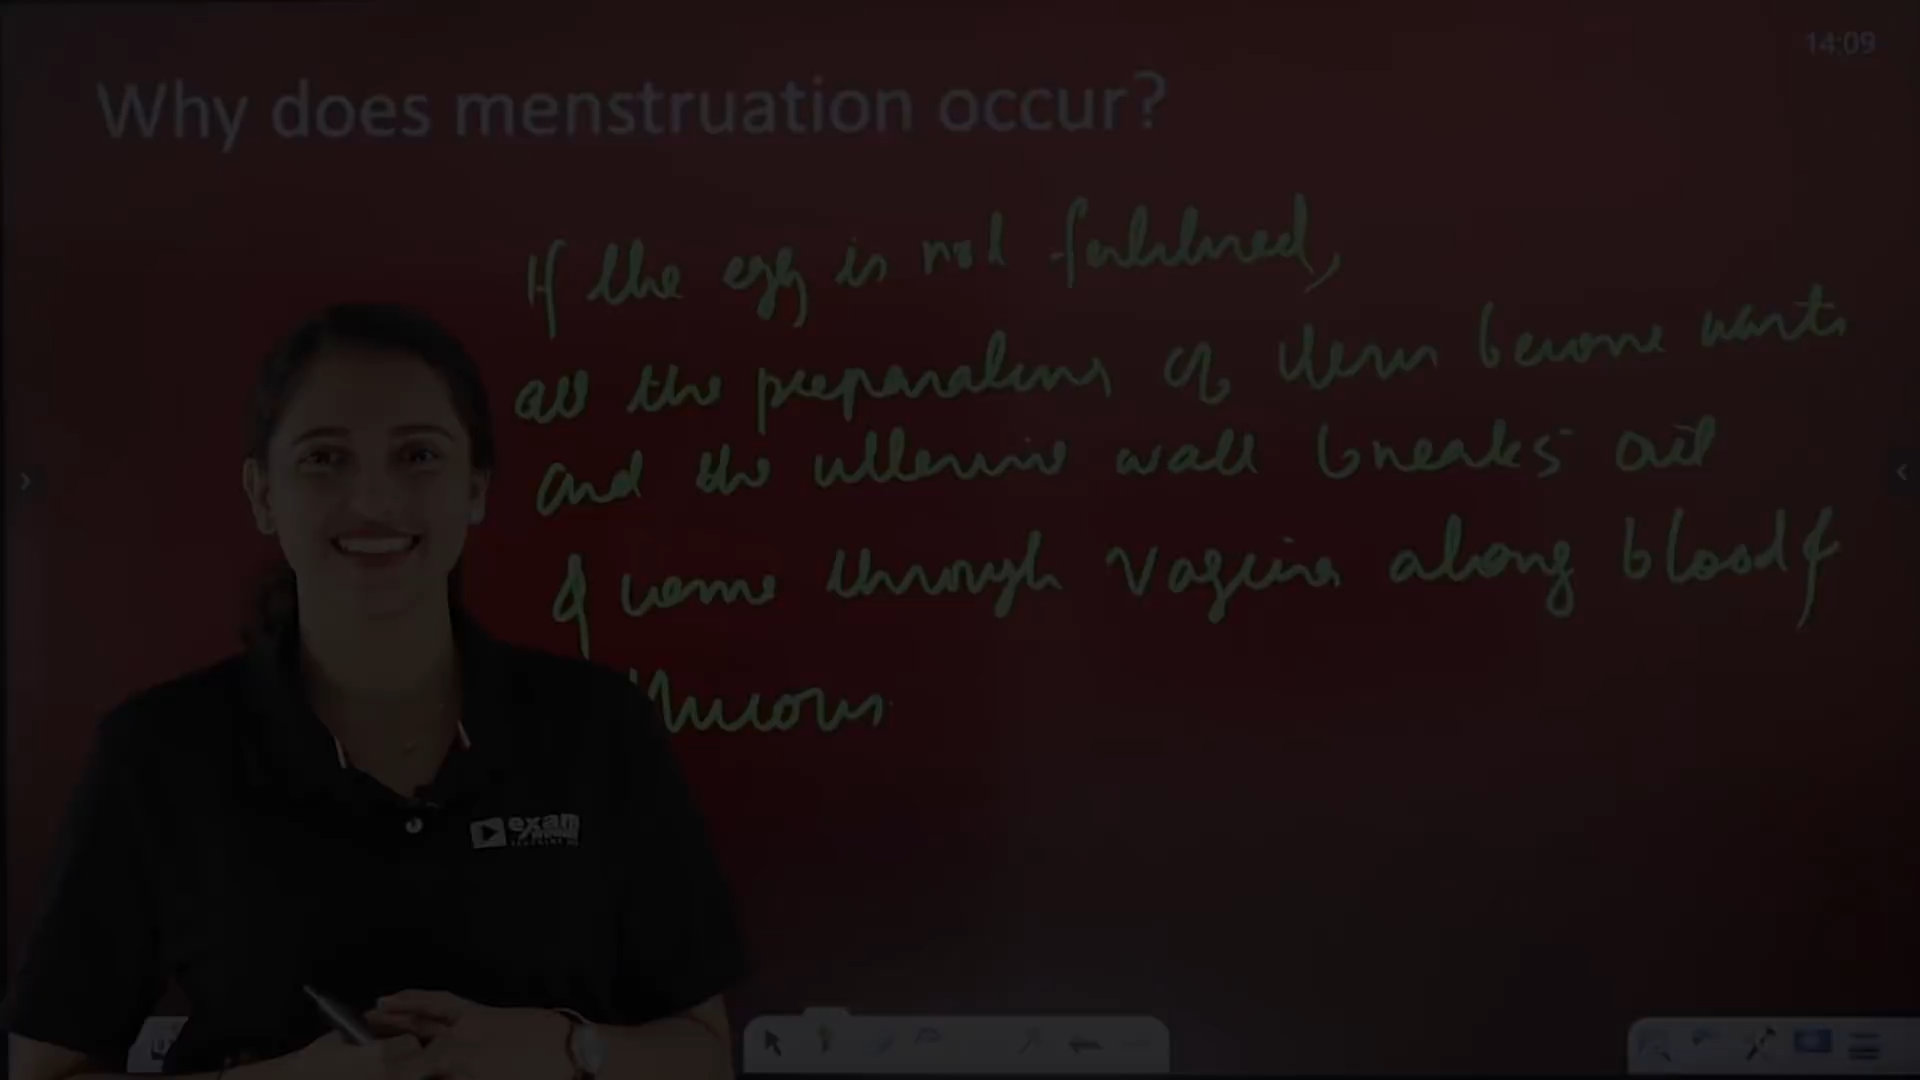 14:09
Why does menstruation occur?
If the egg is not fertilized,
all the preparations of uterus become waste
and the uterine wall breaks out
& come through vagina along blood &
Mucous
exam